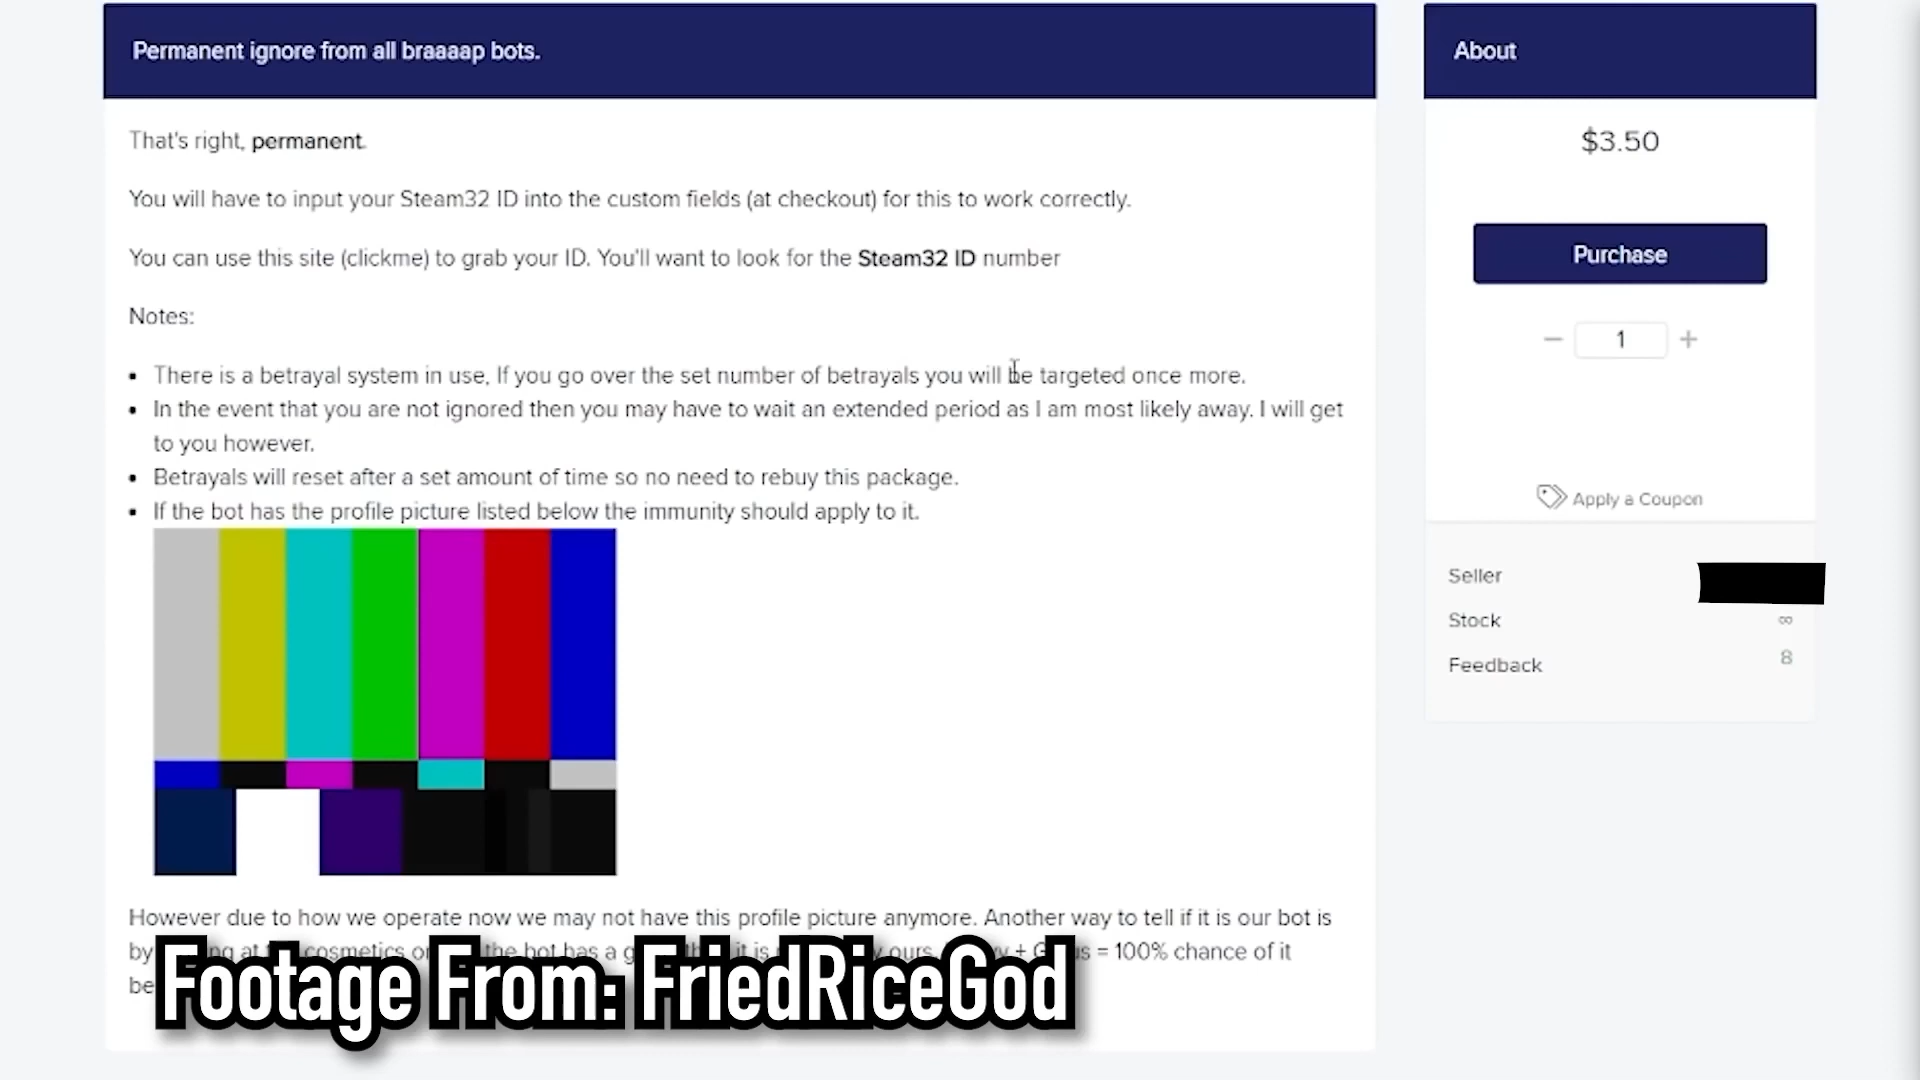 Permanent ignore from all braaaap bots.
That's right, permanent.
You will have to input your Steam32 ID into the custom fields (at checkout) for this to work correctly.
You can use this site (clickme) to grab your ID. You'll want to look for the Steam32 ID number
Notes:
• There is a betrayal system in use, If you go over the set number of betrayals you will be targeted once more.
• In the event that you are not ignored then you may have to wait an extended period as I am most likely away. I will get
to you however.
• Betrayals will reset after a set amount of time so no need to rebuy this package.
• If the bot has the profile picture listed below the immunity should apply to it.
However due to how we operate now we may not have this profile picture anymore. Another way to tell if it is our bot is
by cosmetics the bot has a it is ours = 100% chance of it
Footage From: FriedRiceGod
About
$3.50
Purchase
− 1 +
Apply a Coupon
Seller
Stock ∞
Feedback 8